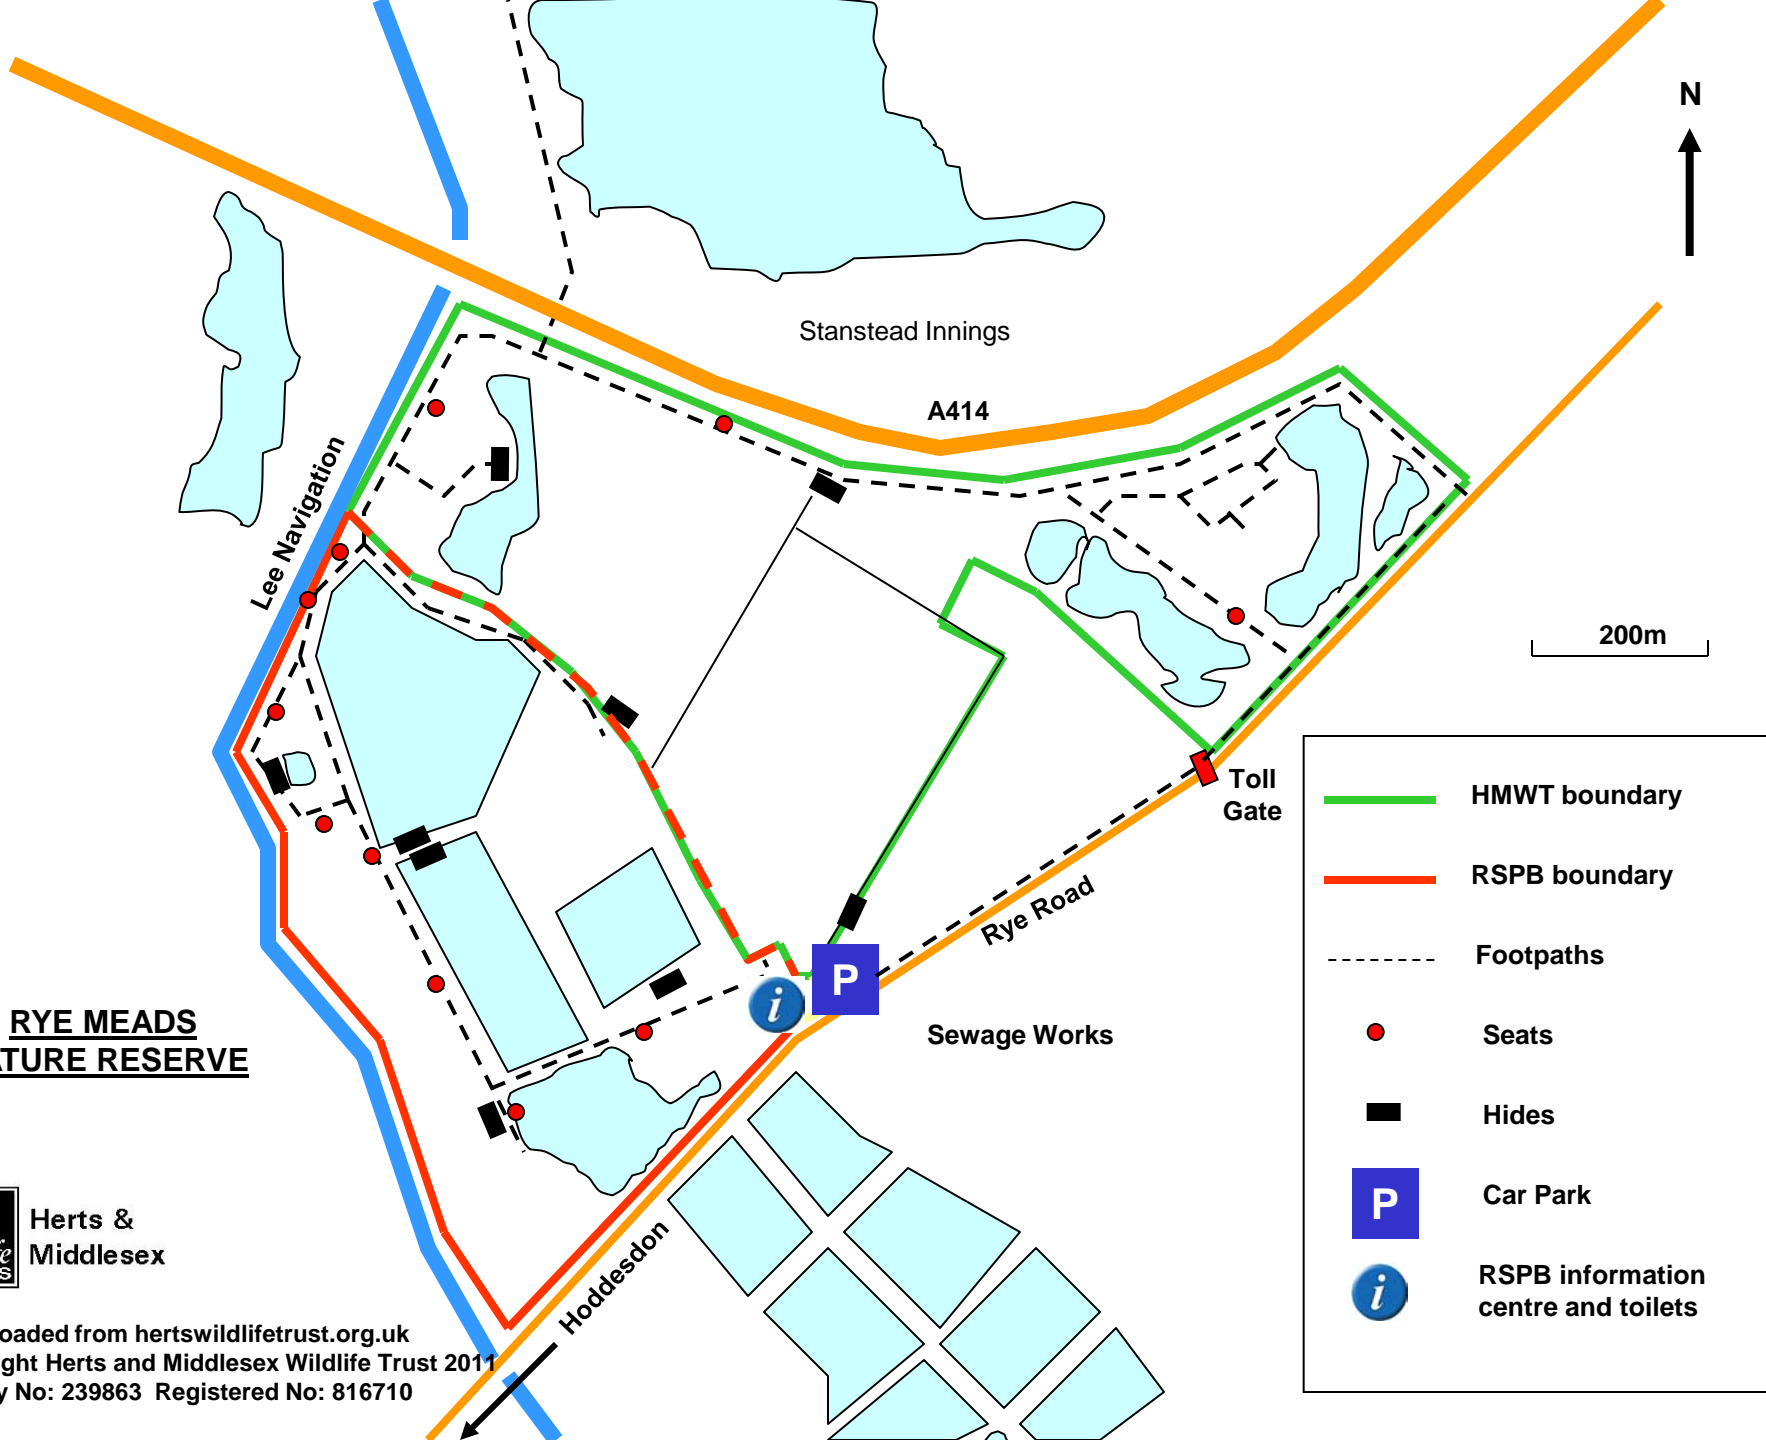 N
Stanstead Innings
A414
Lee Navigation
200m
Toll
Gate
Rye Road
P
i
Sewage Works
RYE MEADS
ATURE RESERVE
Herts &
Middlesex
Hoddesdon
oaded from hertswildlifetrust.org.uk
ght Herts and Middlesex Wildlife Trust 2011
y No: 239863 Registered No: 816710
HMWT boundary
RSPB boundary
Footpaths
Seats
Hides
P
Car Park
i
RSPB information
centre and toilets